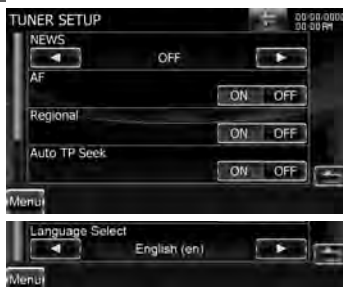 TUNER SETUP
00-00-0000
00:00 PM
NEWS
OFF
AF
ON OFF
Regional
ON OFF
Auto TP Seek
ON OFF
Menu
Language Select
English (en)
Menu